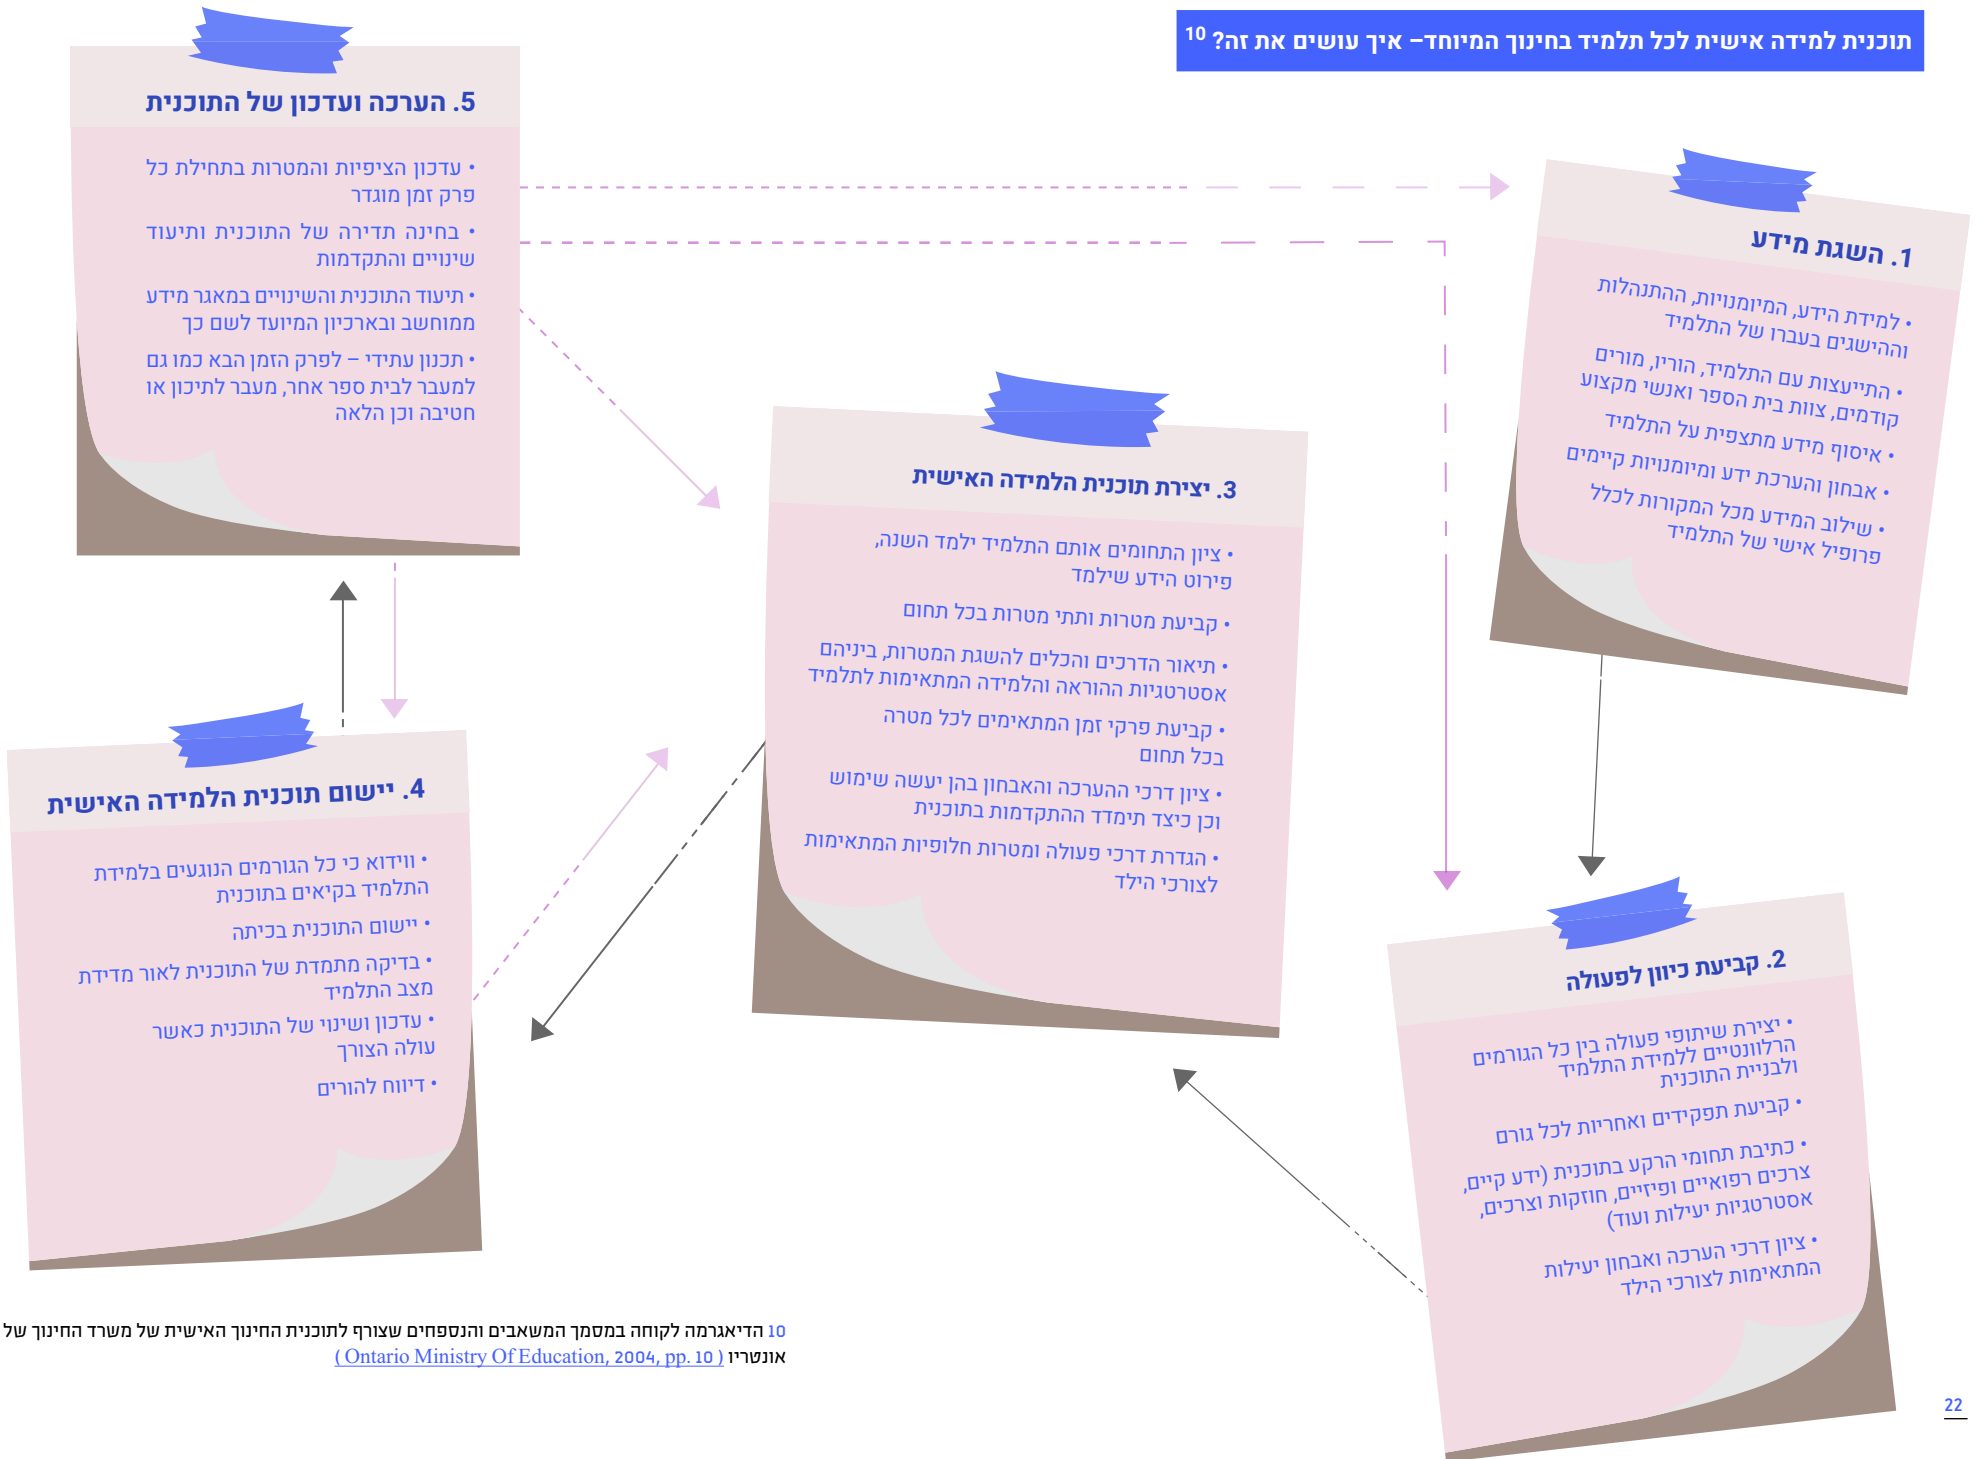 תוכנית למידה אישית לכל תלמיד בחינוך המיוחד– איך עושים את זה? 10
1. השגת מידע
• למידת הידע, המיומנויות, ההתנהלות
וההישגים בעברו של התלמיד
• התייעצות עם התלמיד, הוריו, מורים
קודמים, צוות בית הספר ואנשי מקצוע
• איסוף מידע מתצפית על התלמיד
• אבחון והערכת ידע ומיומנויות קיימים
• שילוב המידע מכל המקורות לכלל
פרופיל אישי של התלמיד
2. קביעת כיוון לפעולה
• יצירת שיתופי פעולה בין כל הגורמים
הרלוונטיים ללמידת התלמיד
ולבניית התוכנית
• קביעת תפקידים ואחריות לכל גורם
• כתיבת תחומי הרקע בתוכנית (ידע קיים,
צרכים רפואיים ופיזיים, חוזקות וצרכים,
אסטרטגיות יעילות ועוד)
• ציון דרכי הערכה ואבחון יעילות
המתאימות לצורכי הילד
3. יצירת תוכנית הלמידה האישית
• ציון התחומים אותם התלמיד ילמד השנה,
פירוט הידע שילמד
• קביעת מטרות ותתי מטרות בכל תחום
• תיאור הדרכים והכלים להשגת המטרות, ביניהם
אסטרטגיות ההוראה והלמידה המתאימות לתלמיד
• קביעת פרקי זמן המתאימים לכל מטרה
בכל תחום
• ציון דרכי ההערכה והאבחון בהן יעשה שימוש
וכן כיצד תימדד ההתקדמות בתוכנית
• הגדרת דרכי פעולה ומטרות חלופיות המתאימות
לצורכי הילד
4. יישום תוכנית הלמידה האישית
• ווידוא כי כל הגורמים הנוגעים בלמידת
התלמיד בקיאים בתוכנית
• יישום התוכנית בכיתה
• בדיקה מתמדת של התוכנית לאור מדידת
מצב התלמיד
• עדכון ושינוי של התוכנית כאשר
עולה הצורך
• דיווח להורים
5. הערכה ועדכון של התוכנית
• עדכון הציפיות והמטרות בתחילת כל
פרק זמן מוגדר
• בחינה תדירה של התוכנית ותיעוד
שינויים והתקדמות
• תיעוד התוכנית והשינויים במאגר מידע
ממוחשב ובארכיון המיועד לשם כך
• תכנון עתידי – לפרק הזמן הבא כמו גם
למעבר לבית ספר אחר, מעבר לתיכון או
חטיבה וכן הלאה
10 הדיאגרמה לקוחה במסמך המשאבים והנספחים שצורף לתוכנית החינוך האישית של משרד החינוך של
אונטריו ( Ontario Ministry Of Education, 2004, pp. 10 )
22